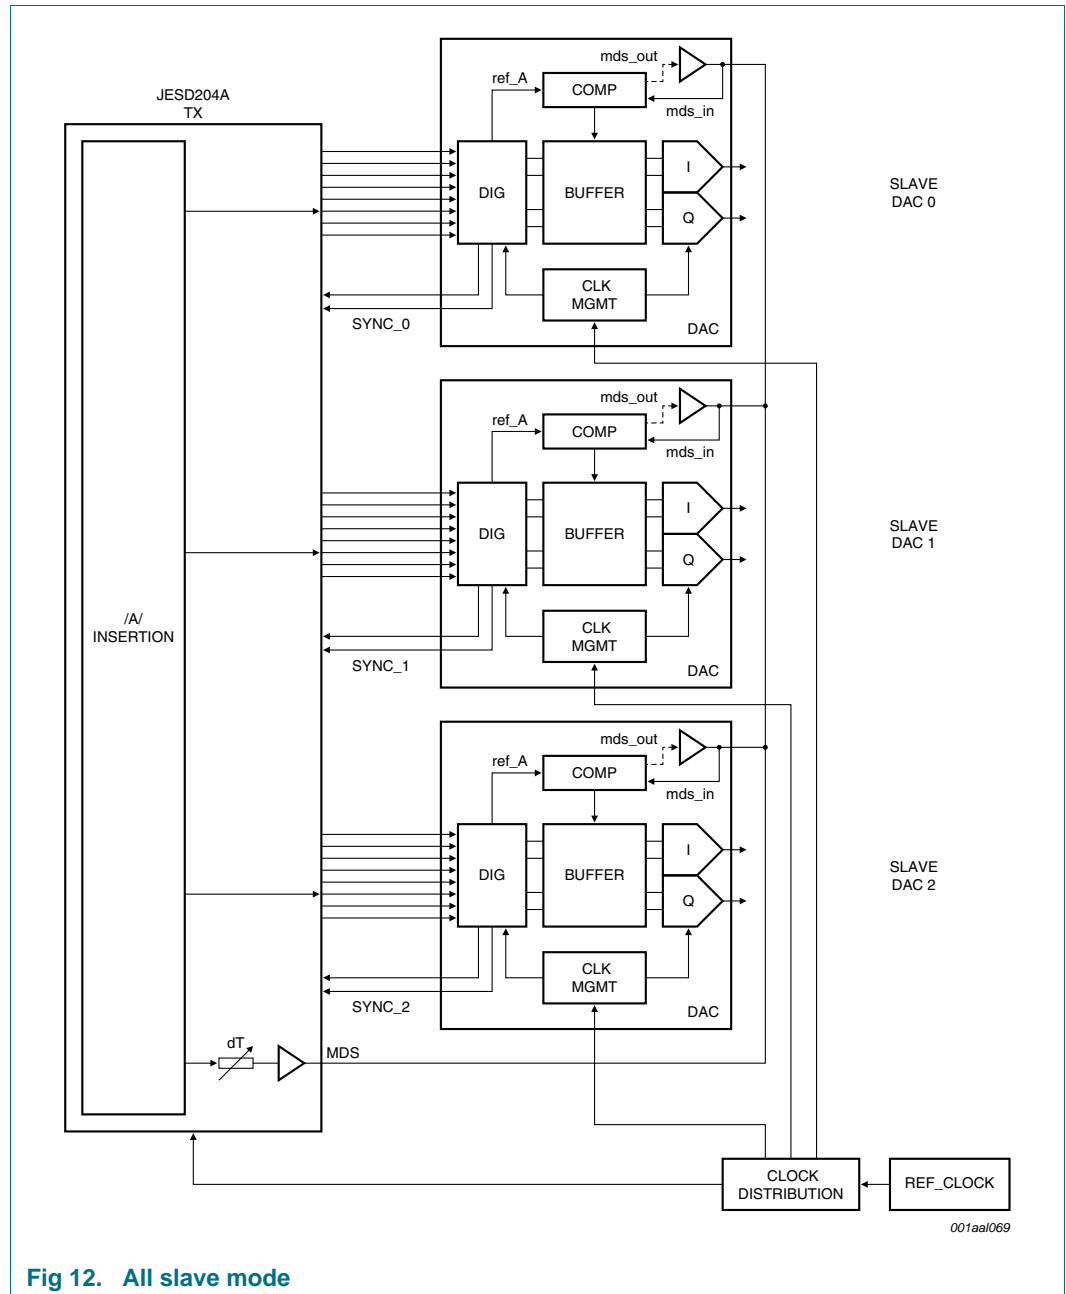 JESD204A
TX
/A/
INSERTION
dT
MDS
mds_out
ref_A
COMP
mds_in
DIG
BUFFER
I
Q
CLK
MGMT
DAC
SYNC_0
SLAVE
DAC 0
mds_out
ref_A
COMP
mds_in
DIG
BUFFER
I
Q
CLK
MGMT
DAC
SYNC_1
SLAVE
DAC 1
mds_out
ref_A
COMP
mds_in
DIG
BUFFER
I
Q
CLK
MGMT
DAC
SYNC_2
SLAVE
DAC 2
CLOCK
DISTRIBUTION
REF_CLOCK
001aal069
Fig 12. All slave mode